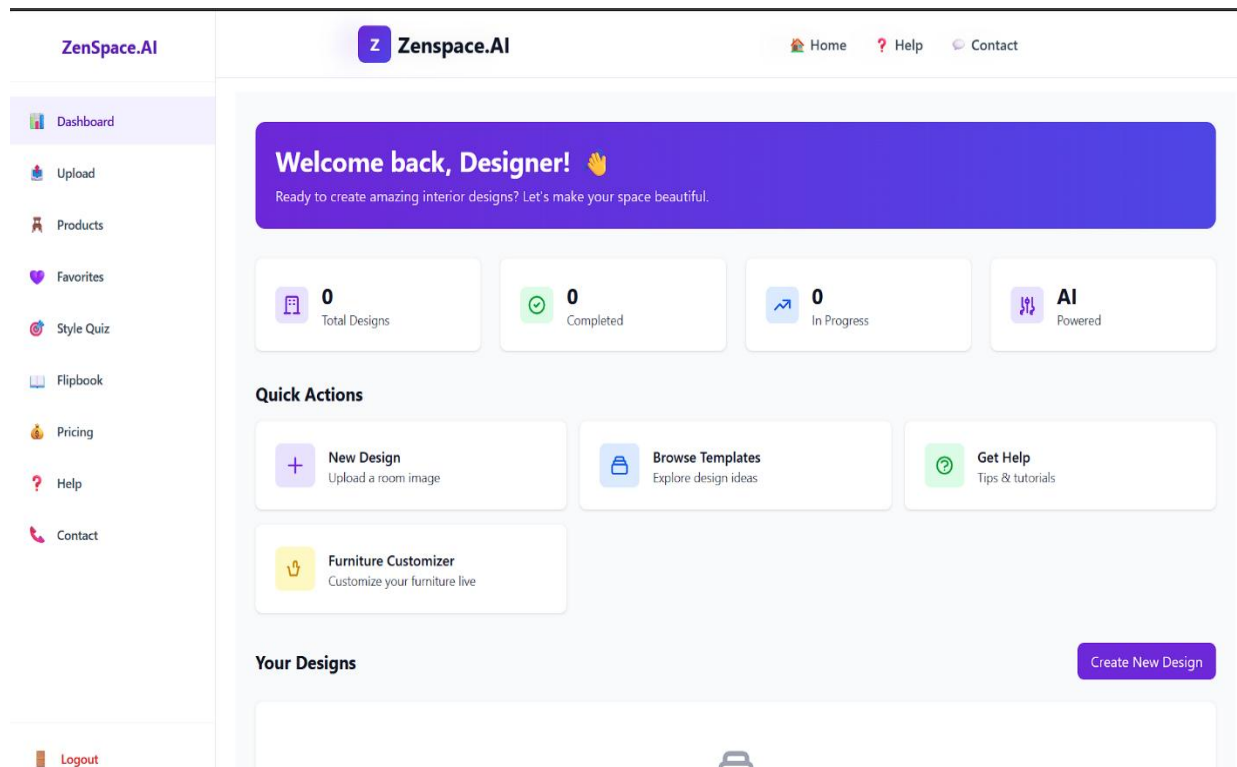 ZenSpace.AI
Dashboard
Upload
Products
Favorites
Style Quiz
Flipbook
Pricing
Help
Contact
Logout
Z Zenspace.AI
Home
Help
Contact
Welcome back, Designer!
Ready to create amazing interior designs? Let's make your space beautiful.
0
Total Designs
0
Completed
0
In Progress
AI
Powered
Quick Actions
New Design
Upload a room image
Browse Templates
Explore design ideas
Get Help
Tips & tutorials
Furniture Customizer
Customize your furniture live
Your Designs
Create New Design